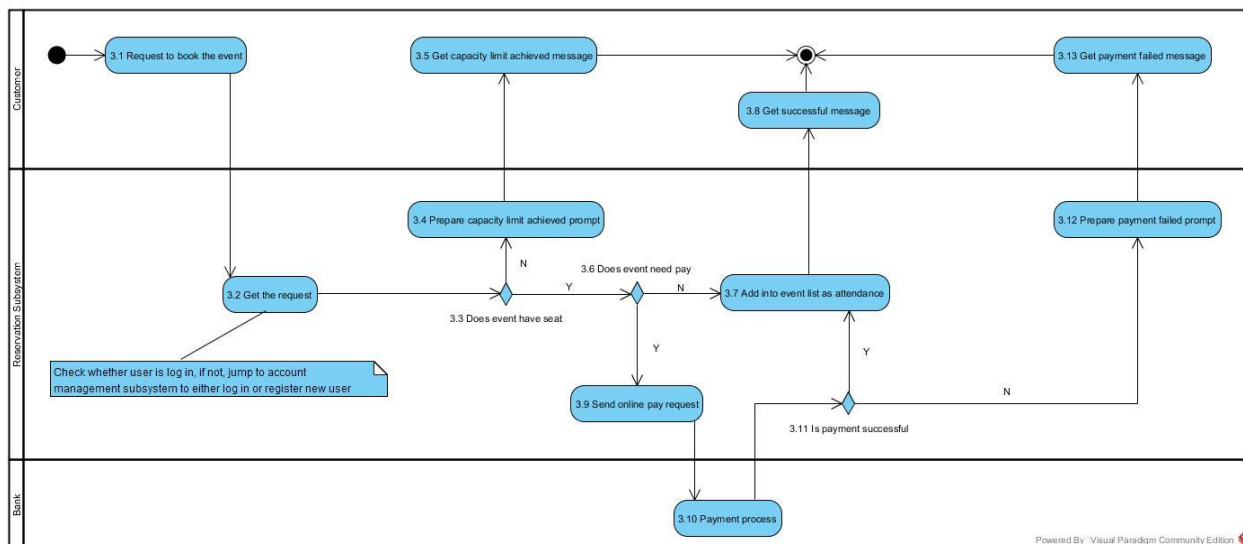 Customer
3.1 Request to book the event
3.5 Get capacity limit achieved message
3.13 Get payment failed message
3.8 Get successful message
Reservation Subsystem
3.4 Prepare capacity limit achieved prompt
3.12 Prepare payment failed prompt
N
3.6 Does event need pay
3.2 Get the request
Y
N
3.7 Add into event list as attendance
3.3 Does event have seat
Y
Y
Check whether user is log in, if not, jump to account
management subsystem to either log in or register new user
3.9 Send online pay request
N
3.11 Is payment successful
Bank
3.10 Payment process
Powered By Visual Paradigm Community Edition